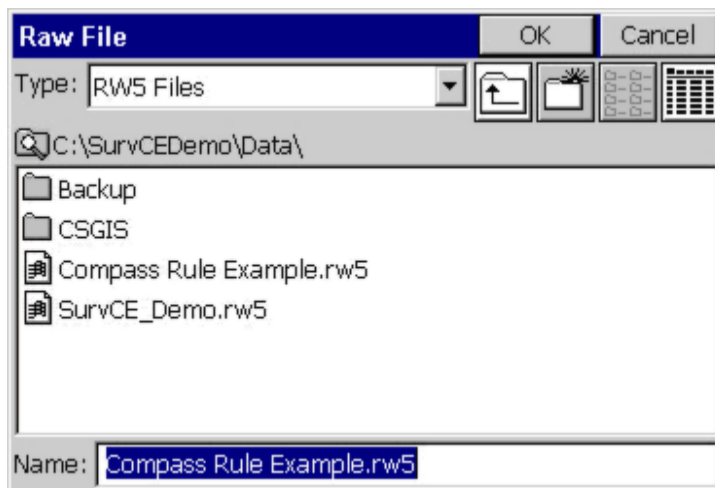 Raw File OK Cancel
Type: RW5 Files
C:\SurvCEDemo\Data\
Backup
CSGIS
Compass Rule Example.rw5
SurvCE_Demo.rw5
Name: Compass Rule Example.rw5